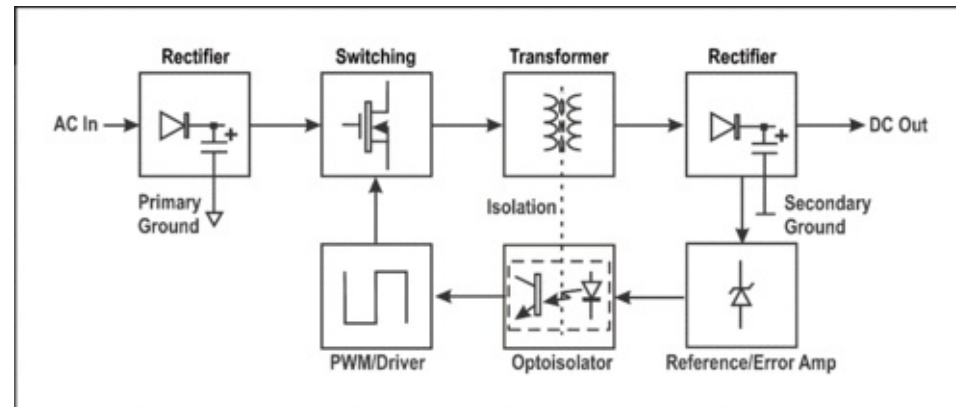 Rectifier
Switching
Transformer
Rectifier
AC In
+
+
DC Out
Primary
Ground
Isolation
Secondary
Ground
PWM/Driver
Optoisolator
Reference/Error Amp